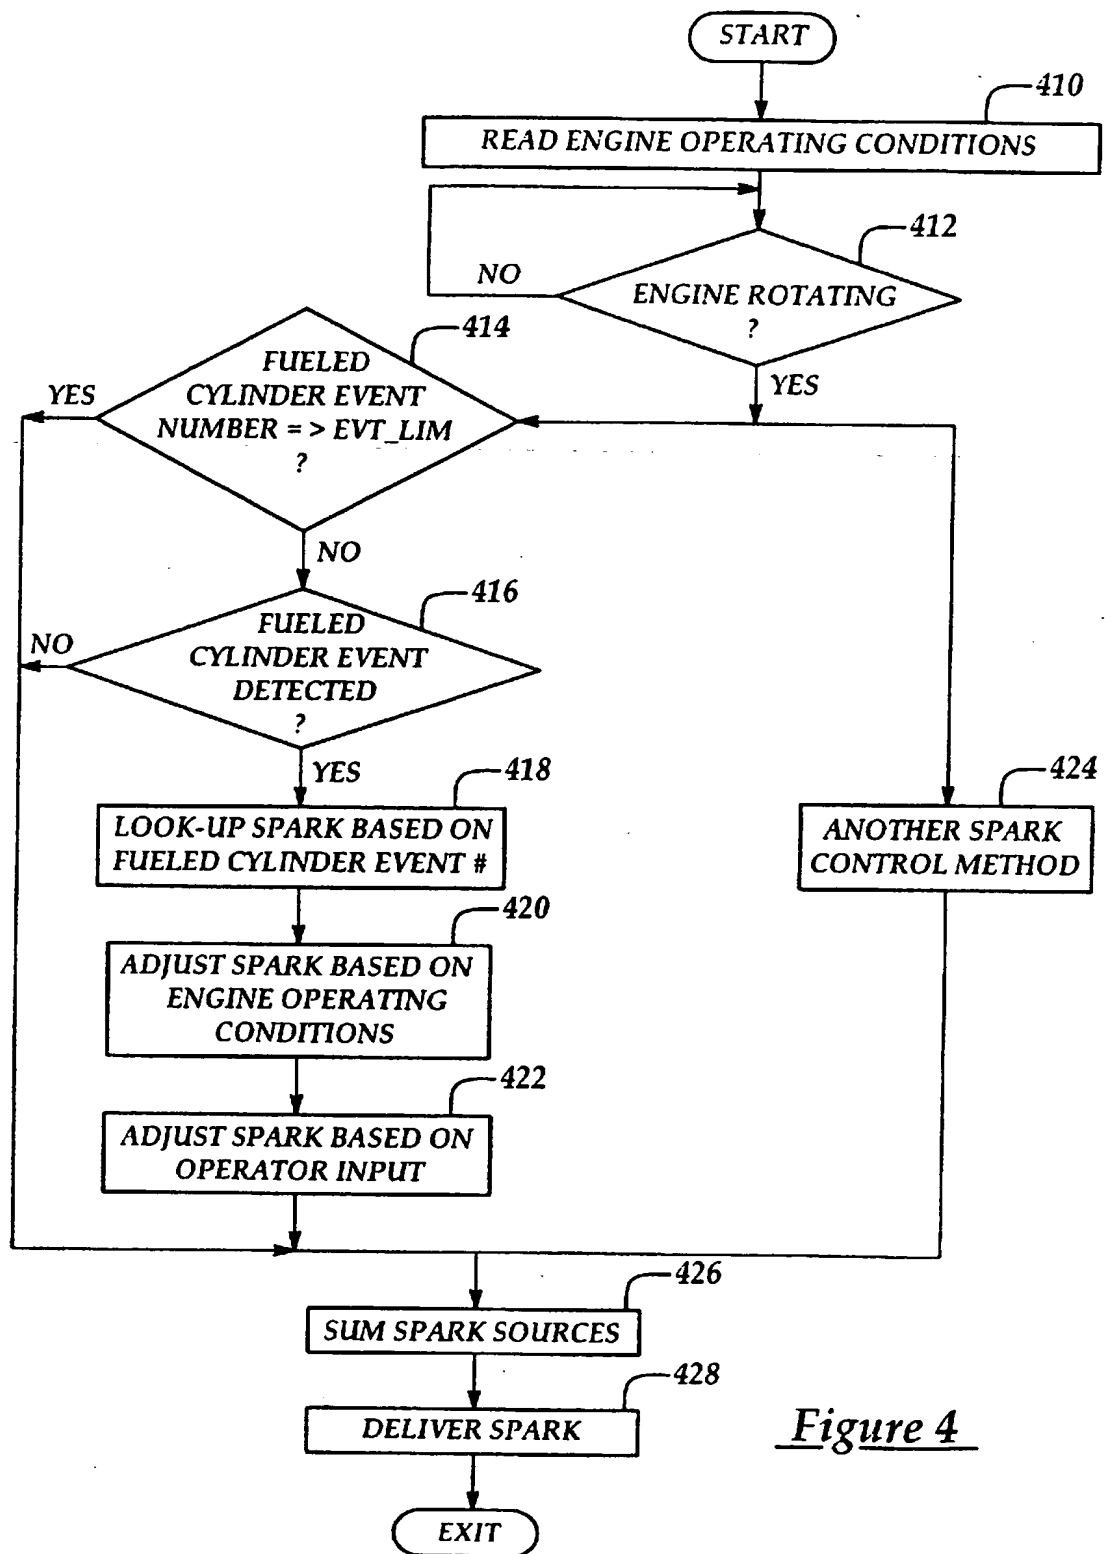 START
410
READ ENGINE OPERATING CONDITIONS
412
NO
ENGINE ROTATING
?
YES
414
FUELED
CYLINDER EVENT
NUMBER = > EVT_LIM
?
YES
NO
416
FUELED
CYLINDER EVENT
DETECTED
?
NO
YES
418
LOOK-UP SPARK BASED ON
FUELED CYLINDER EVENT #
424
ANOTHER SPARK
CONTROL METHOD
420
ADJUST SPARK BASED ON
ENGINE OPERATING
CONDITIONS
422
ADJUST SPARK BASED ON
OPERATOR INPUT
426
SUM SPARK SOURCES
428
DELIVER SPARK
Figure 4
EXIT